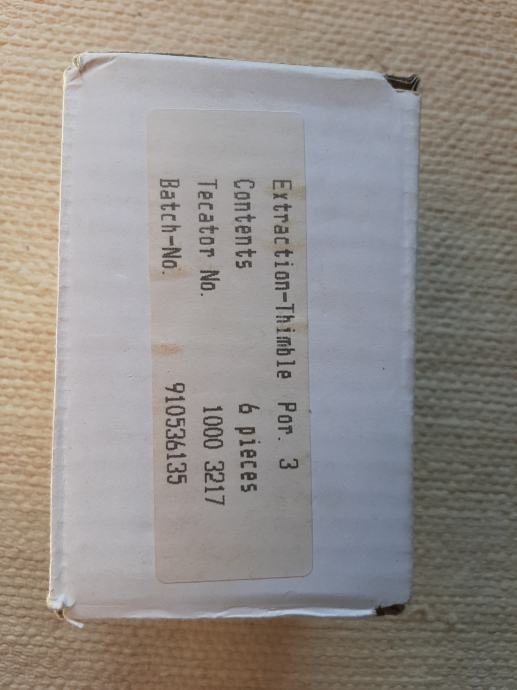 Extraction-Thimble Por. 3
Contents 6 pieces
Tecator No. 1000 3217
Batch-No. 910536135